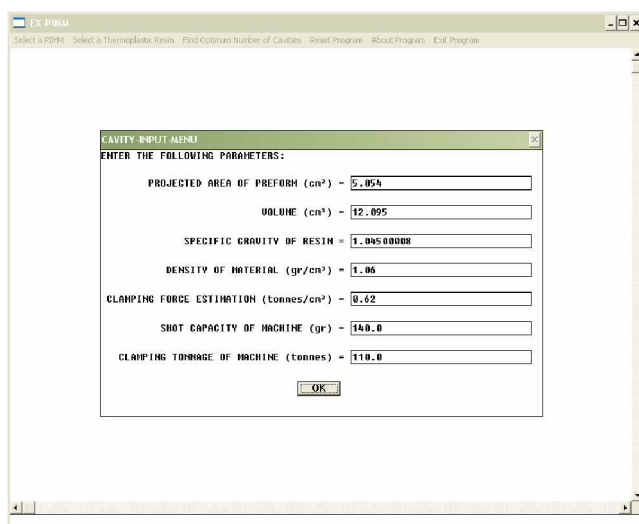 EX-PIMM
Select a PIMM Select a Thermoplastic Resin Find Optimum Number of Cavities Reset Program About Program Exit Program
CAVITY-INPUT-MENU
ENTER THE FOLLOWING PARAMETERS:
PROJECTED AREA OF PREFORM (cm²) = 5.054
VOLUME (cm³) = 12.095
SPECIFIC GRAVITY OF RESIN = 1.04500008
DENSITY OF MATERIAL (gr/cm³) = 1.06
CLAMPING FORCE ESTIMATION (tonnes/cm²) = 0.62
SHOT CAPACITY OF MACHINE (gr) = 140.0
CLAMPING TONNAGE OF MACHINE (tonnes) = 110.0
OK